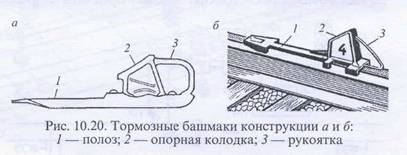 а
б
1
2
3
1
2
3
4
Рис. 10.20. Тормозные башмаки конструкции а и б:
1 — полоз; 2 — опорная колодка; 3 — рукоятка